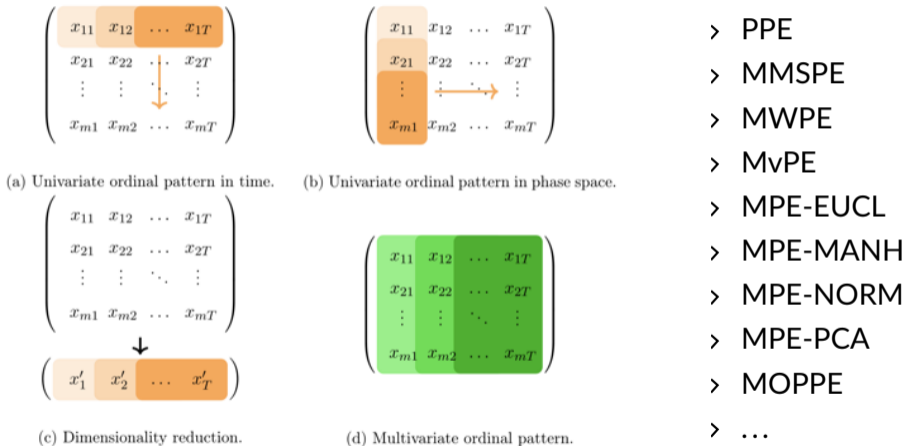 x11 x12 … x1T
x21 x22 … x2T
⋮ ⋮ ⋱ ⋮
xm1 xm2 … xmT
(a) Univariate ordinal pattern in time.
x11 x12 … x1T
x21 x22 … x2T
⋮ ⋮ ⋱ ⋮
xm1 xm2 … xmT
(b) Univariate ordinal pattern in phase space.
x11 x12 … x1T
x21 x22 … x2T
⋮ ⋮ ⋱ ⋮
xm1 xm2 … xmT
x′1 x′2 … x′T
(c) Dimensionality reduction.
x11 x12 … x1T
x21 x22 … x2T
⋮ ⋮ ⋱ ⋮
xm1 xm2 … xmT
(d) Multivariate ordinal pattern.
› PPE
› MMSPE
› MWPE
› MvPE
› MPE-EUCL
› MPE-MANH
› MPE-NORM
› MPE-PCA
› MOPPE
› …